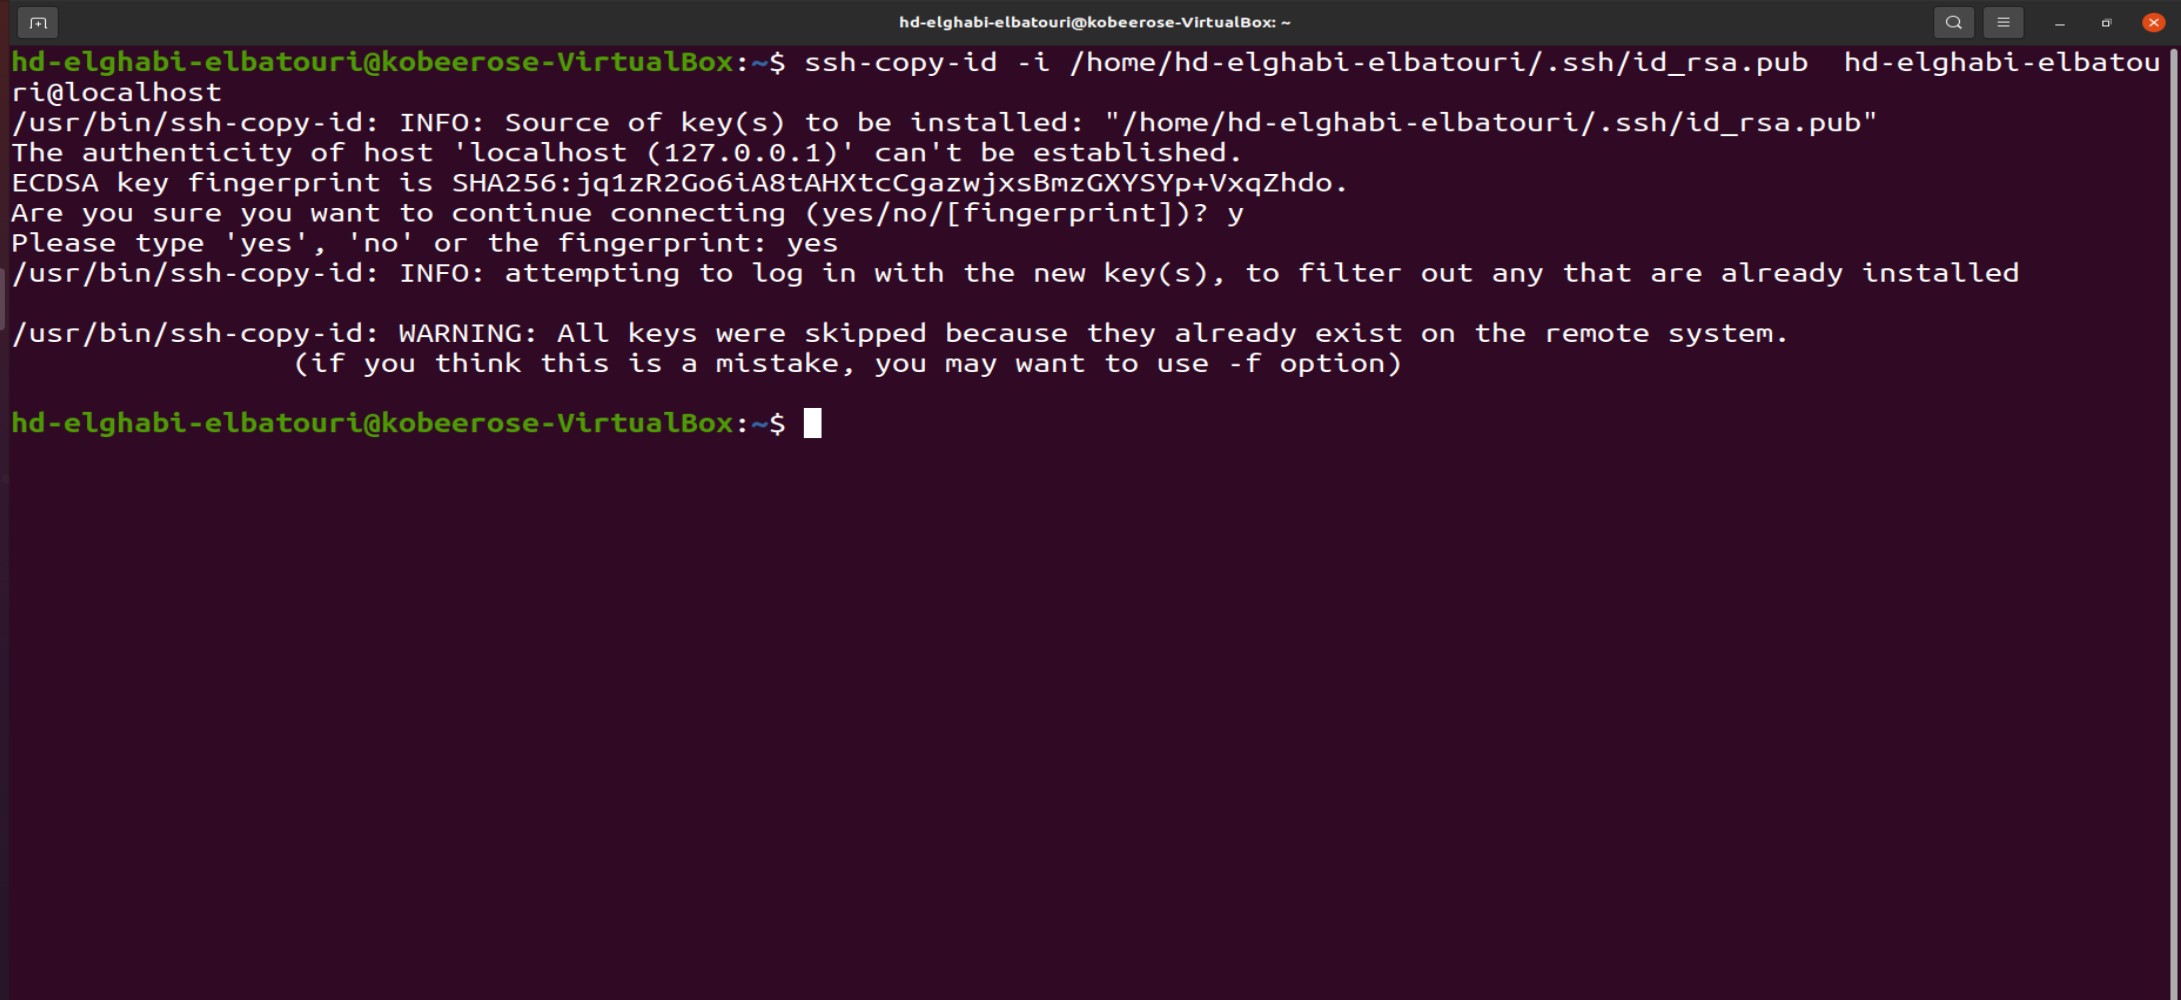 hd-elghabi-elbatouri@kobeerose-VirtualBox: ~
hd-elghabi-elbatouri@kobeerose-VirtualBox:~$ ssh-copy-id -i /home/hd-elghabi-elbatouri/.ssh/id_rsa.pub  hd-elghabi-elbatou
ri@localhost
/usr/bin/ssh-copy-id: INFO: Source of key(s) to be installed: "/home/hd-elghabi-elbatouri/.ssh/id_rsa.pub"
The authenticity of host 'localhost (127.0.0.1)' can't be established.
ECDSA key fingerprint is SHA256:jq1zR2Go6iA8tAHXtcCgazwjxsBmzGXYSYp+VxqZhdo.
Are you sure you want to continue connecting (yes/no/[fingerprint])? y
Please type 'yes', 'no' or the fingerprint: yes
/usr/bin/ssh-copy-id: INFO: attempting to log in with the new key(s), to filter out any that are already installed
/usr/bin/ssh-copy-id: WARNING: All keys were skipped because they already exist on the remote system.
(if you think this is a mistake, you may want to use -f option)
hd-elghabi-elbatouri@kobeerose-VirtualBox:~$